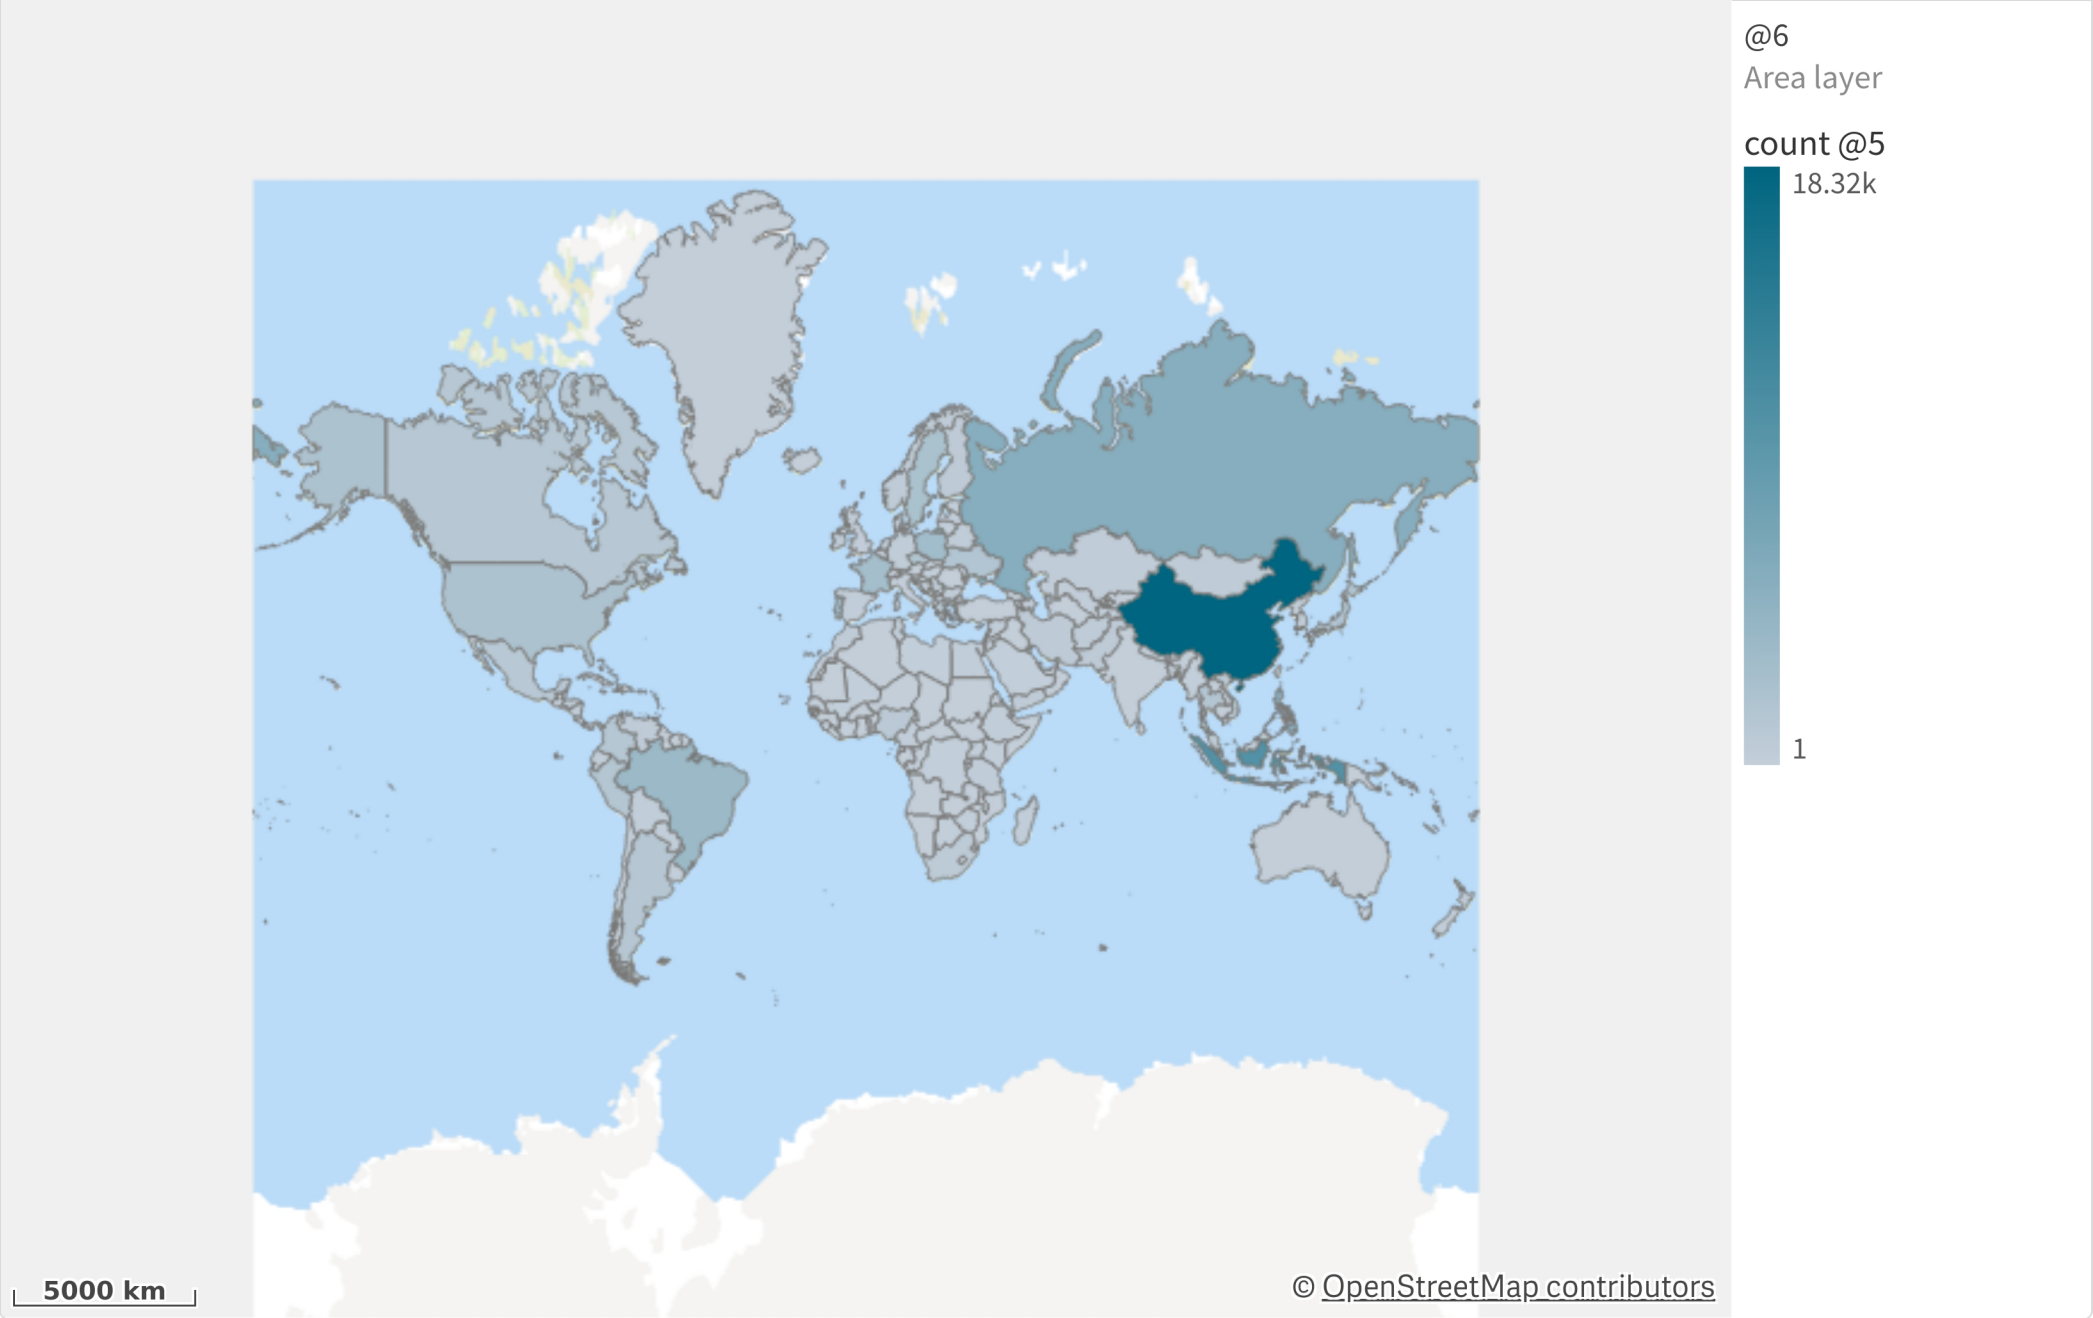 @6
Area layer
count @5
18.32k
1
5000 km
© OpenStreetMap contributors